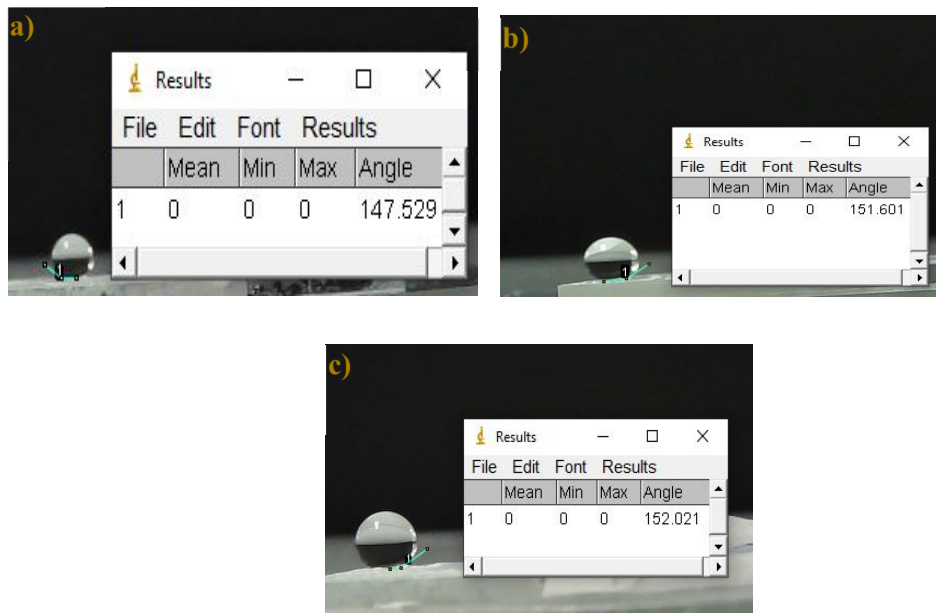 a)
Results
File Edit Font Results
Mean Min Max Angle
1 0 0 0 147.529
1
b)
Results
File Edit Font Results
Mean Min Max Angle
1 0 0 0 151.601
1
c)
Results
File Edit Font Results
Mean Min Max Angle
1 0 0 0 152.021
1